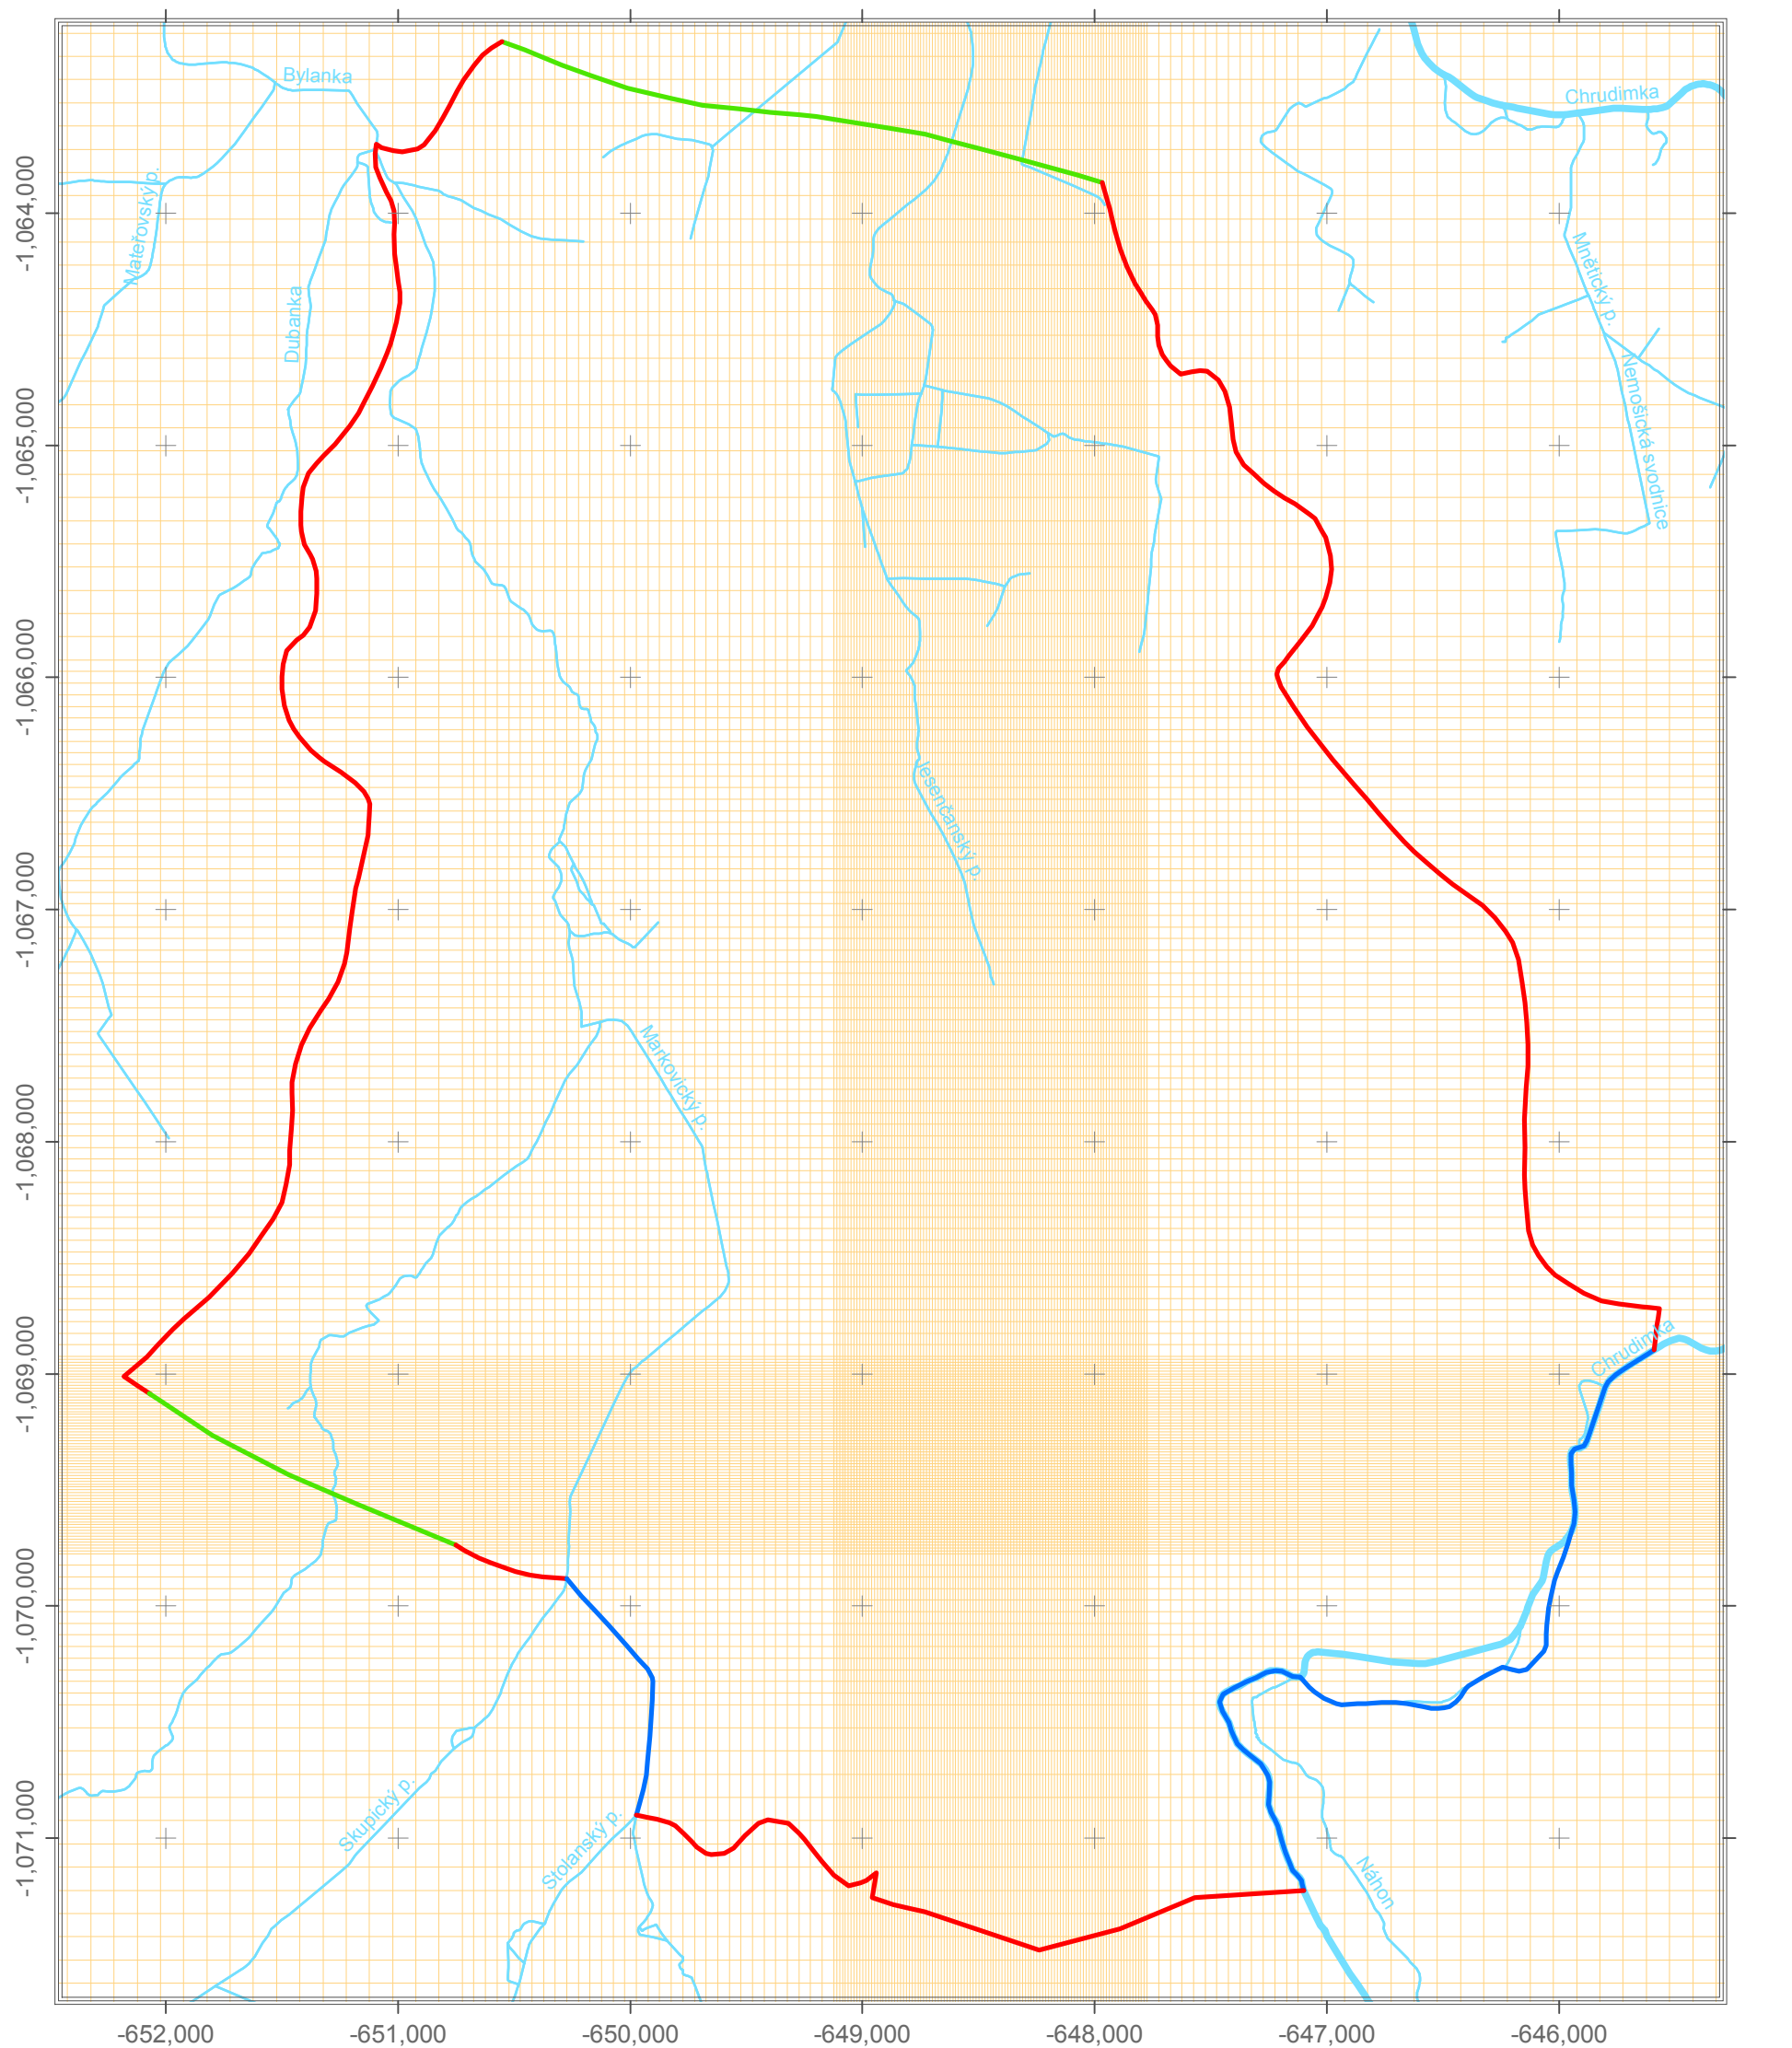 Bylanka
Chrudimka
Mateřovský p.
Dubanka
Mnětický p.
Nemošická svodnice
Jesenčanský p.
Markovický p.
Chrudimka
Skupický p.
Stolanský p.
Náhon
-1,064,000
-1,065,000
-1,066,000
-1,067,000
-1,068,000
-1,069,000
-1,070,000
-1,071,000
-652,000 -651,000 -650,000 -649,000 -648,000 -647,000 -646,000